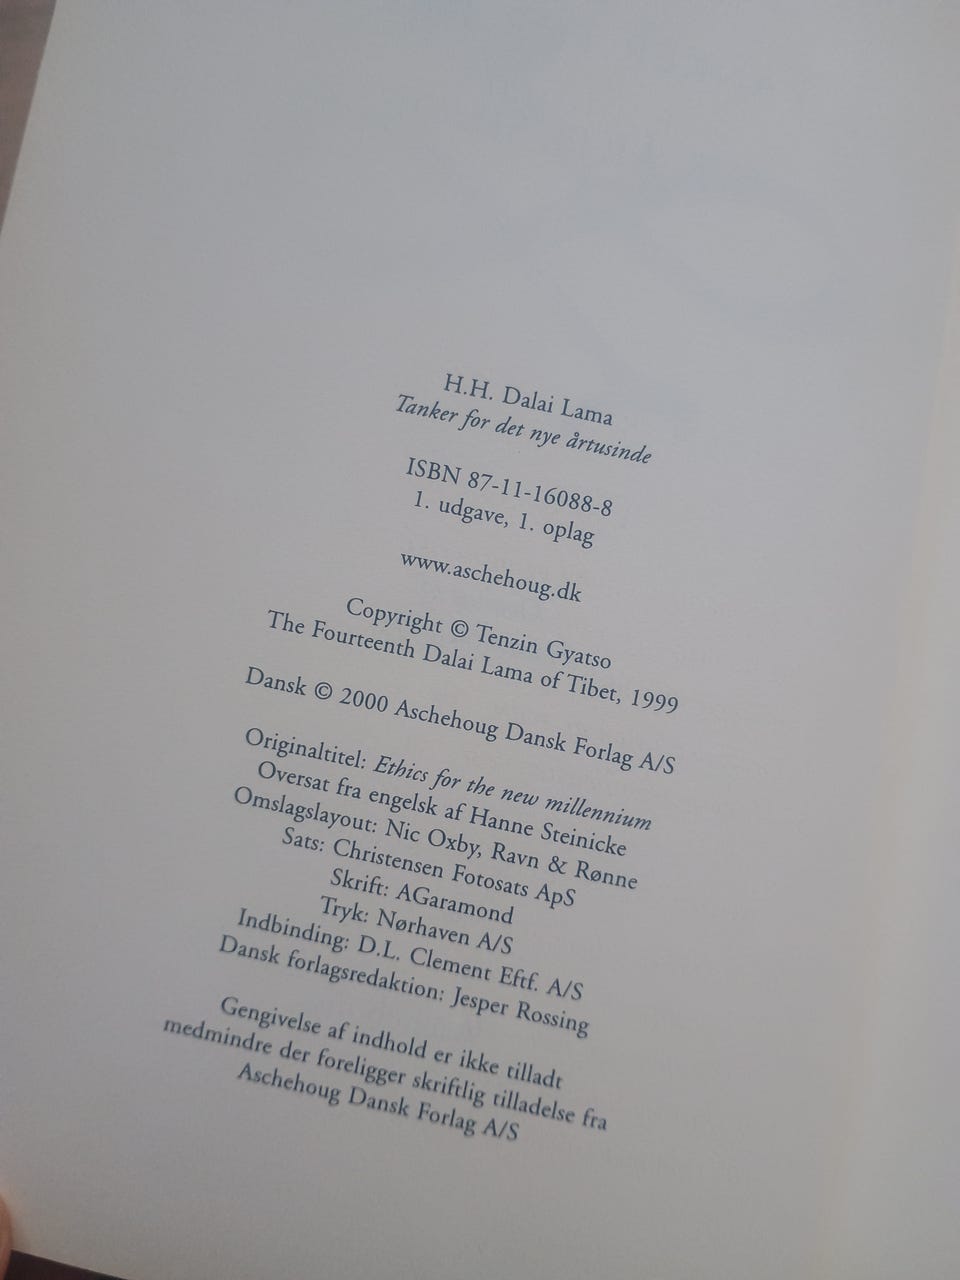 H.H. Dalai Lama
Tanker for det nye årtusinde
ISBN 87-11-16088-8
1. udgave, 1. oplag
www.aschehoug.dk
Copyright © Tenzin Gyatso
The Fourteenth Dalai Lama of Tibet, 1999
Dansk © 2000 Aschehoug Dansk Forlag A/S
Originaltitel: Ethics for the new millennium
Oversat fra engelsk af Hanne Steinicke
Omslagslayout: Nic Oxby, Ravn & Rønne
Sats: Christensen Fotosats ApS
Skrift: AGaramond
Tryk: Nørhaven A/S
Indbinding: D.L. Clement Eftf. A/S
Dansk forlagsredaktion: Jesper Rossing
Gengivelse af indhold er ikke tilladt
medmindre der foreligger skriftlig tilladelse fra
Aschehoug Dansk Forlag A/S